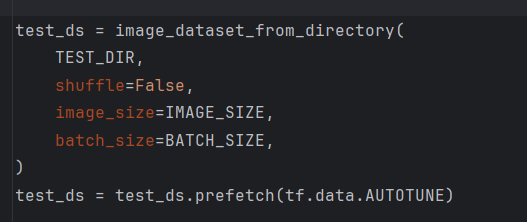 test_ds = image_dataset_from_directory(
    TEST_DIR,
    shuffle=False,
    image_size=IMAGE_SIZE,
    batch_size=BATCH_SIZE,
)
test_ds = test_ds.prefetch(tf.data.AUTOTUNE)